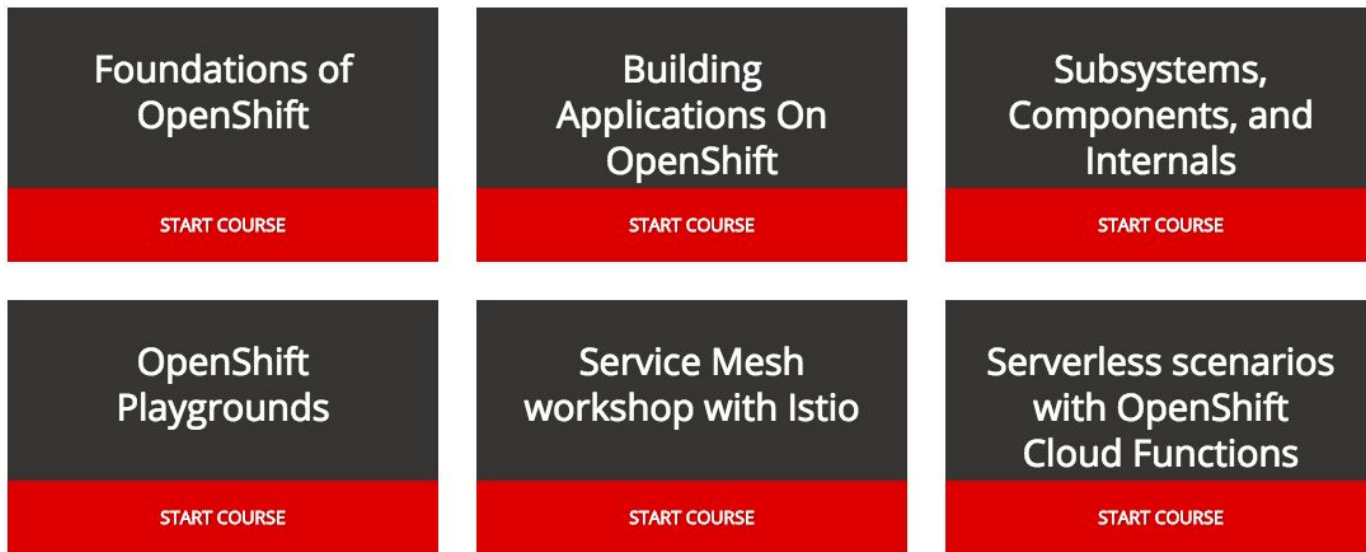 Foundations of
OpenShift
START COURSE
Building
Applications On
OpenShift
START COURSE
Subsystems,
Components, and
Internals
START COURSE
OpenShift
Playgrounds
START COURSE
Service Mesh
workshop with Istio
START COURSE
Serverless scenarios
with OpenShift
Cloud Functions
START COURSE